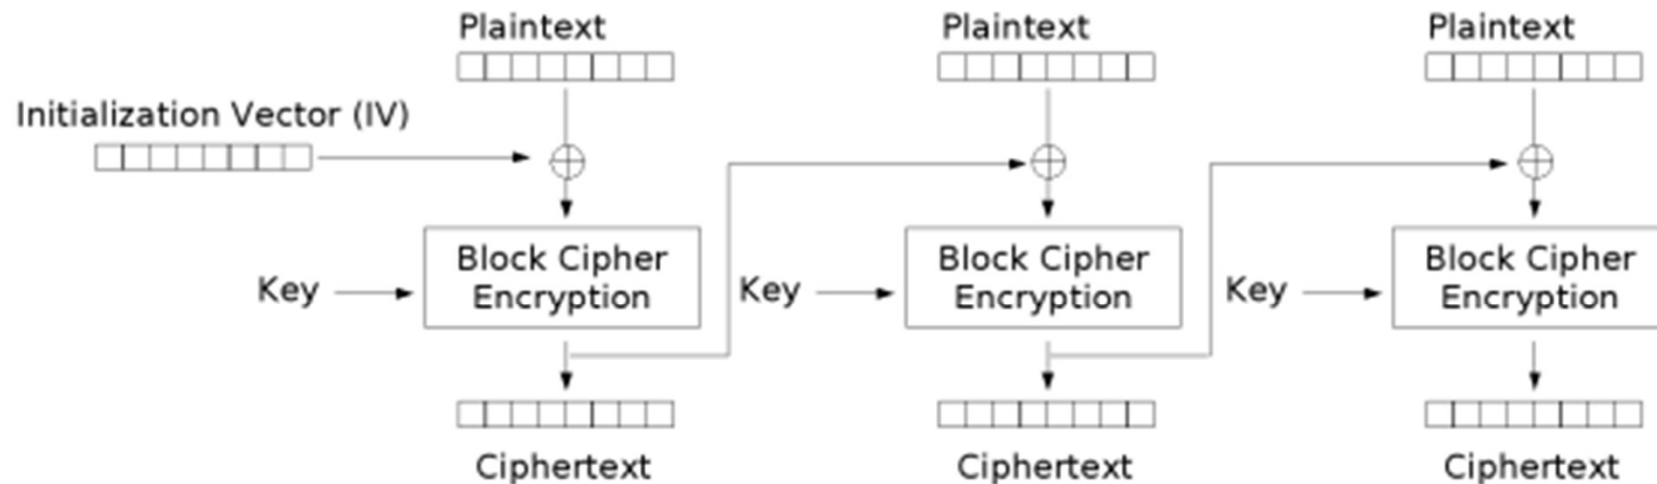 Plaintext
Plaintext
Plaintext
Initialization Vector (IV)
Block Cipher
Encryption
Key
Block Cipher
Encryption
Key
Block Cipher
Encryption
Key
Ciphertext
Ciphertext
Ciphertext